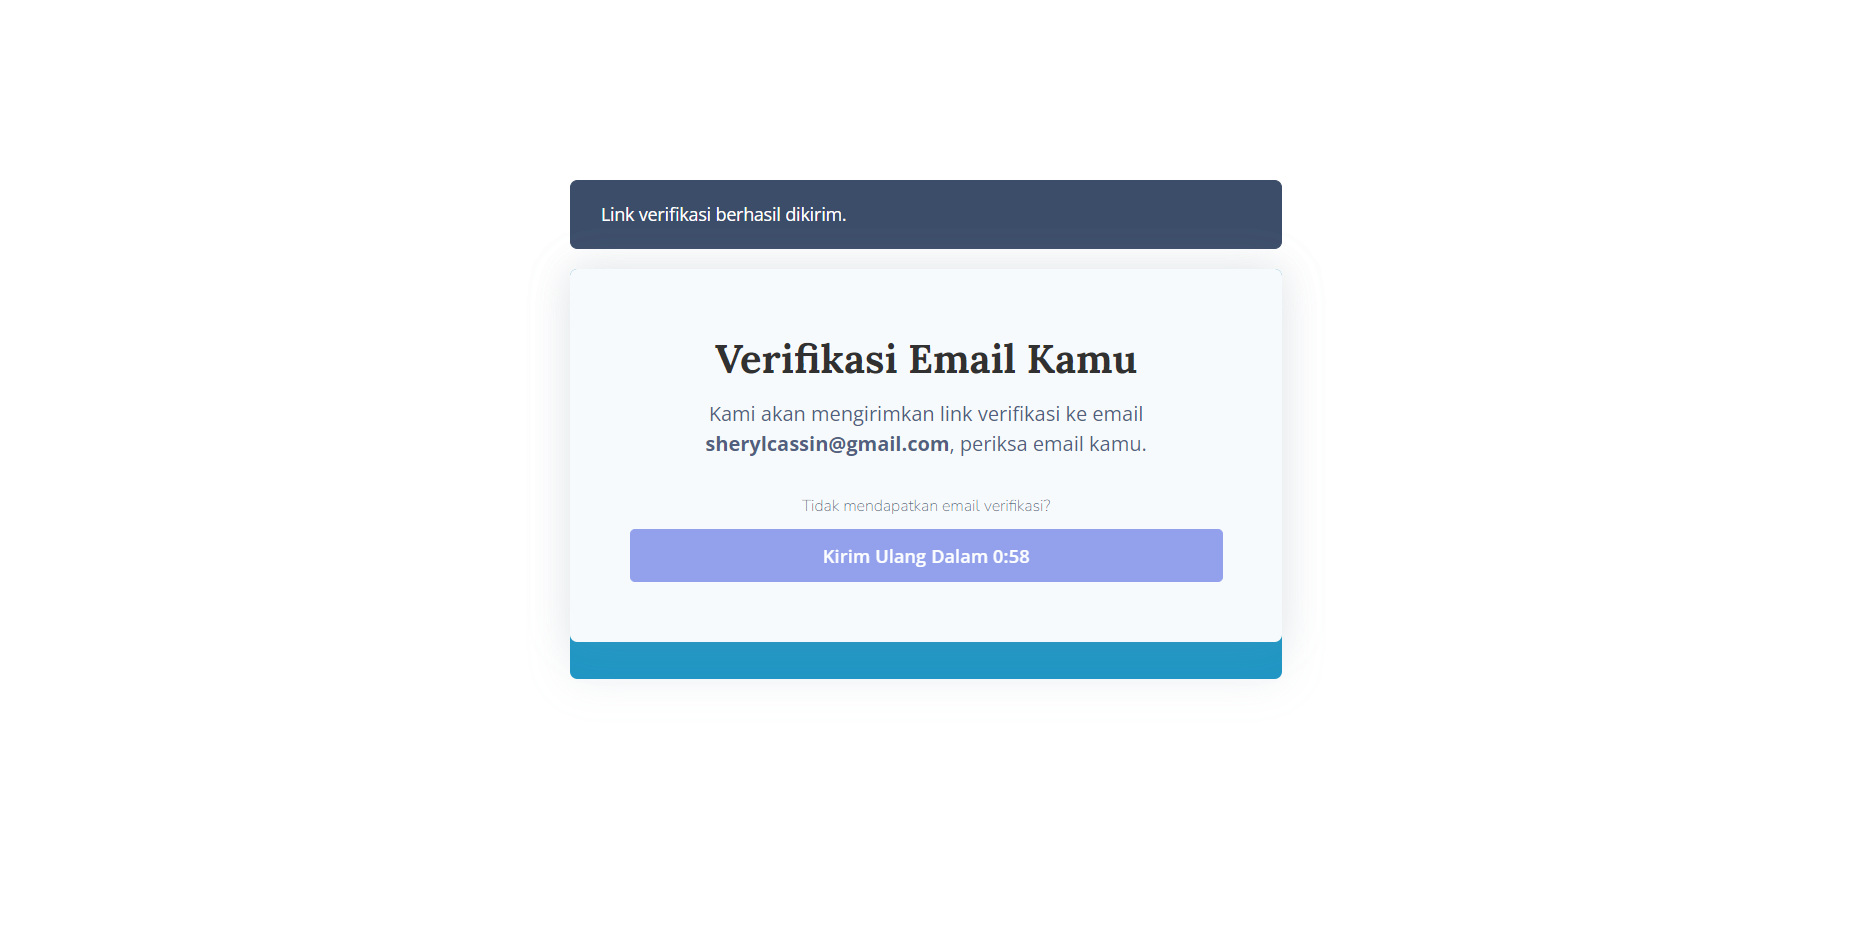 Link verifikasi berhasil dikirim.
Verifikasi Email Kamu
Kami akan mengirimkan link verifikasi ke email
sherylcassin@gmail.com, periksa email kamu.
Tidak mendapatkan email verifikasi?
Kirim Ulang Dalam 0:58